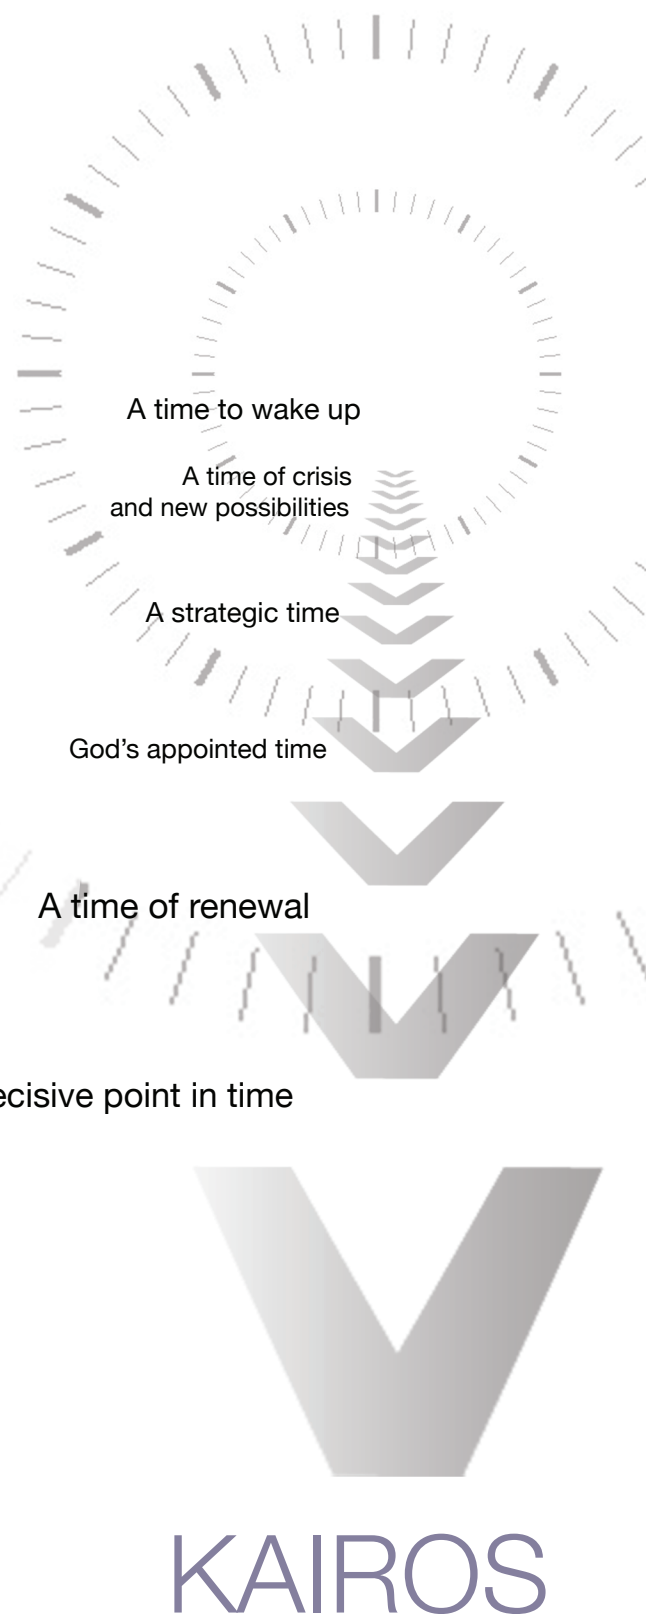 A time to wake up
A time of crisis
and new possibilities
A strategic time
God's appointed time
A time of renewal
ecisive point in time
KAIROS